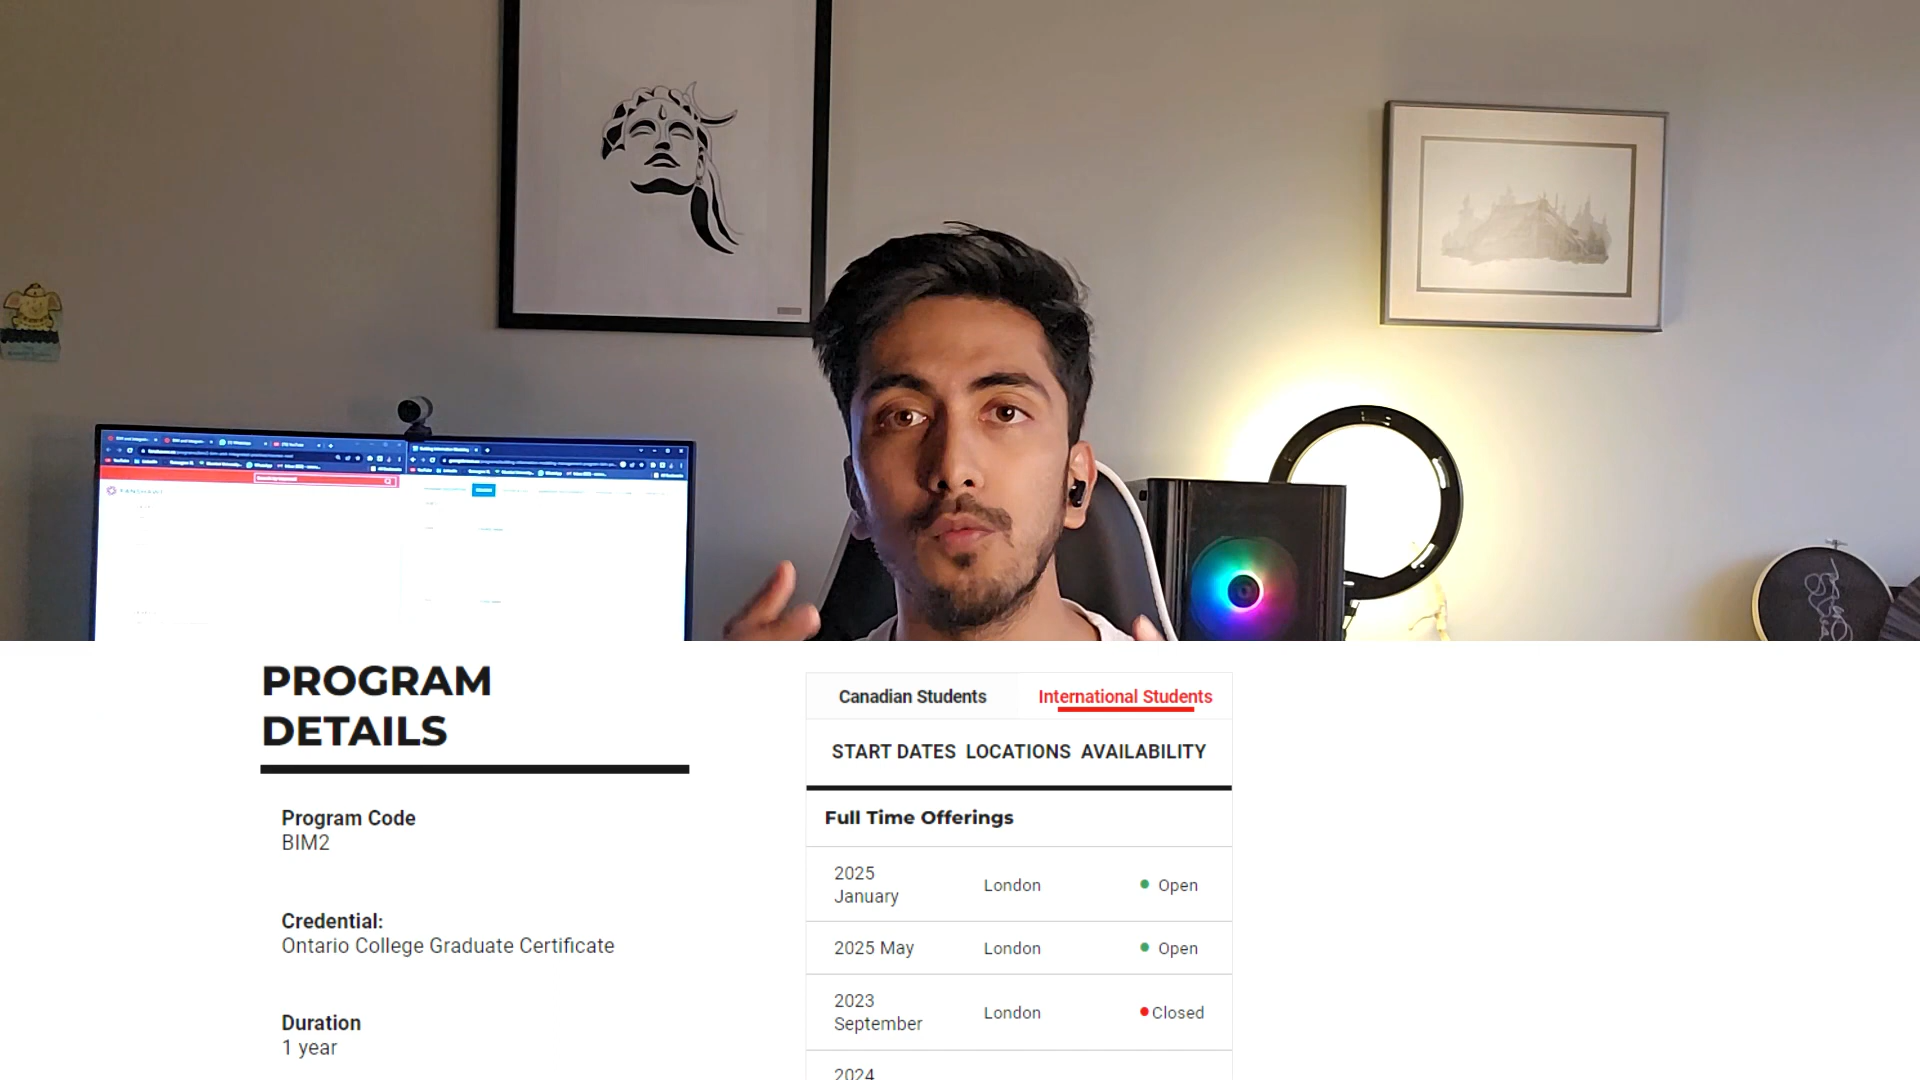 FANSHAWE
PROGRAM
DETAILS
Program Code
BIM2
Credential:
Ontario College Graduate Certificate
Duration
1 year
Canadian Students International Students
START DATES LOCATIONS AVAILABILITY
Full Time Offerings
2025
January London Open
2025 May London Open
2023
September London Closed
2024